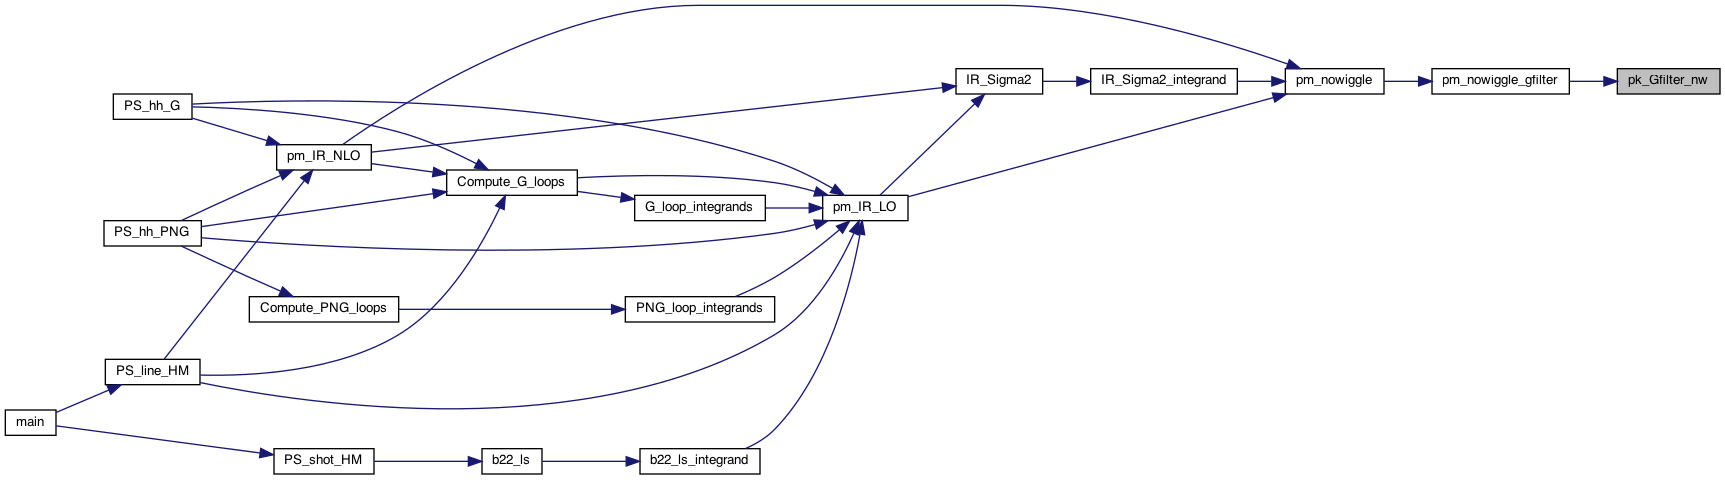 IR_Sigma2
IR_Sigma2_integrand
pm_nowiggle
pm_nowiggle_gfilter
pk_Gfilter_nw
PS_hh_G
pm_IR_NLO
Compute_G_loops
G_loop_integrands
pm_IR_LO
PS_hh_PNG
Compute_PNG_loops
PNG_loop_integrands
PS_line_HM
main
PS_shot_HM
b22_ls
b22_ls_integrand